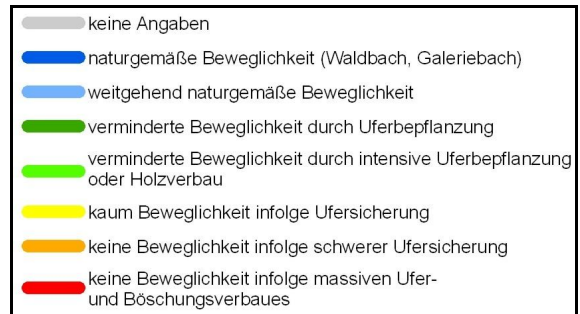 keine Angaben
naturgemäße Beweglichkeit (Waldbach, Galeriebach)
weitgehend naturgemäße Beweglichkeit
verminderte Beweglichkeit durch Uferbepflanzung
verminderte Beweglichkeit durch intensive Uferbepflanzung
oder Holzverbau
kaum Beweglichkeit infolge Ufersicherung
keine Beweglichkeit infolge schwerer Ufersicherung
keine Beweglichkeit infolge massiven Ufer-
und Böschungsverbaues